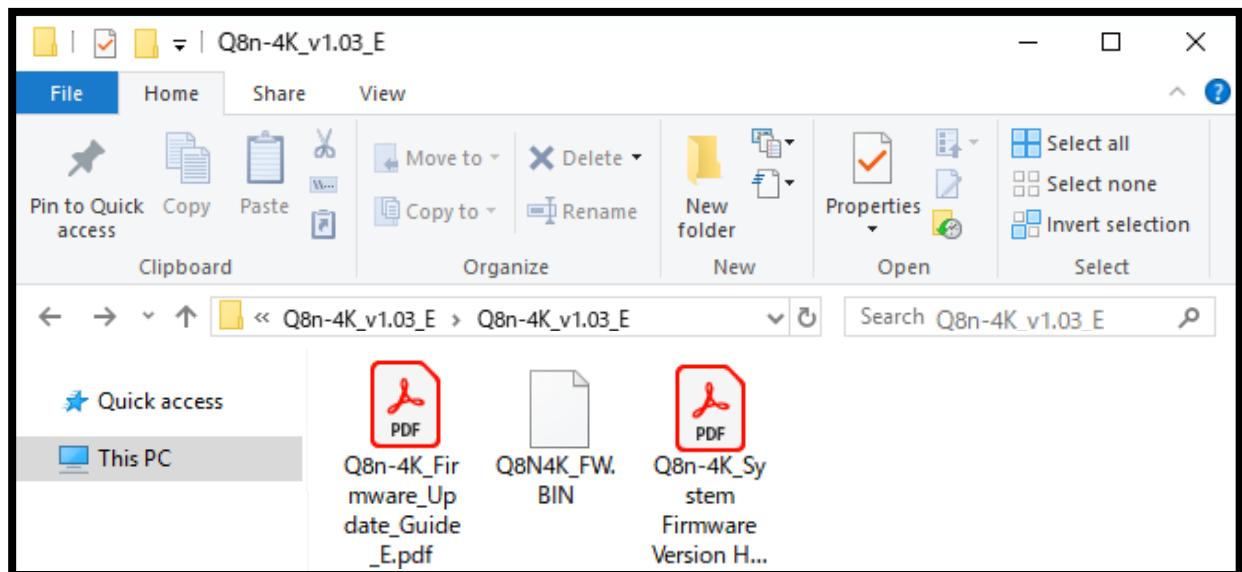 Q8n-4K_v1.03_E
File Home Share View
Pin to Quick access
Copy
Paste
Move to
Copy to
Delete
Rename
New folder
Properties
Select all
Select none
Invert selection
Clipboard Organize New Open Select
« Q8n-4K_v1.03_E > Q8n-4K_v1.03_E
Search Q8n-4K_v1.03_E
Quick access
This PC
PDF
Q8n-4K_Fir
mware_Up
date_Guide
_E.pdf
Q8N4K_FW.
BIN
PDF
Q8n-4K_Sy
stem
Firmware
Version H...